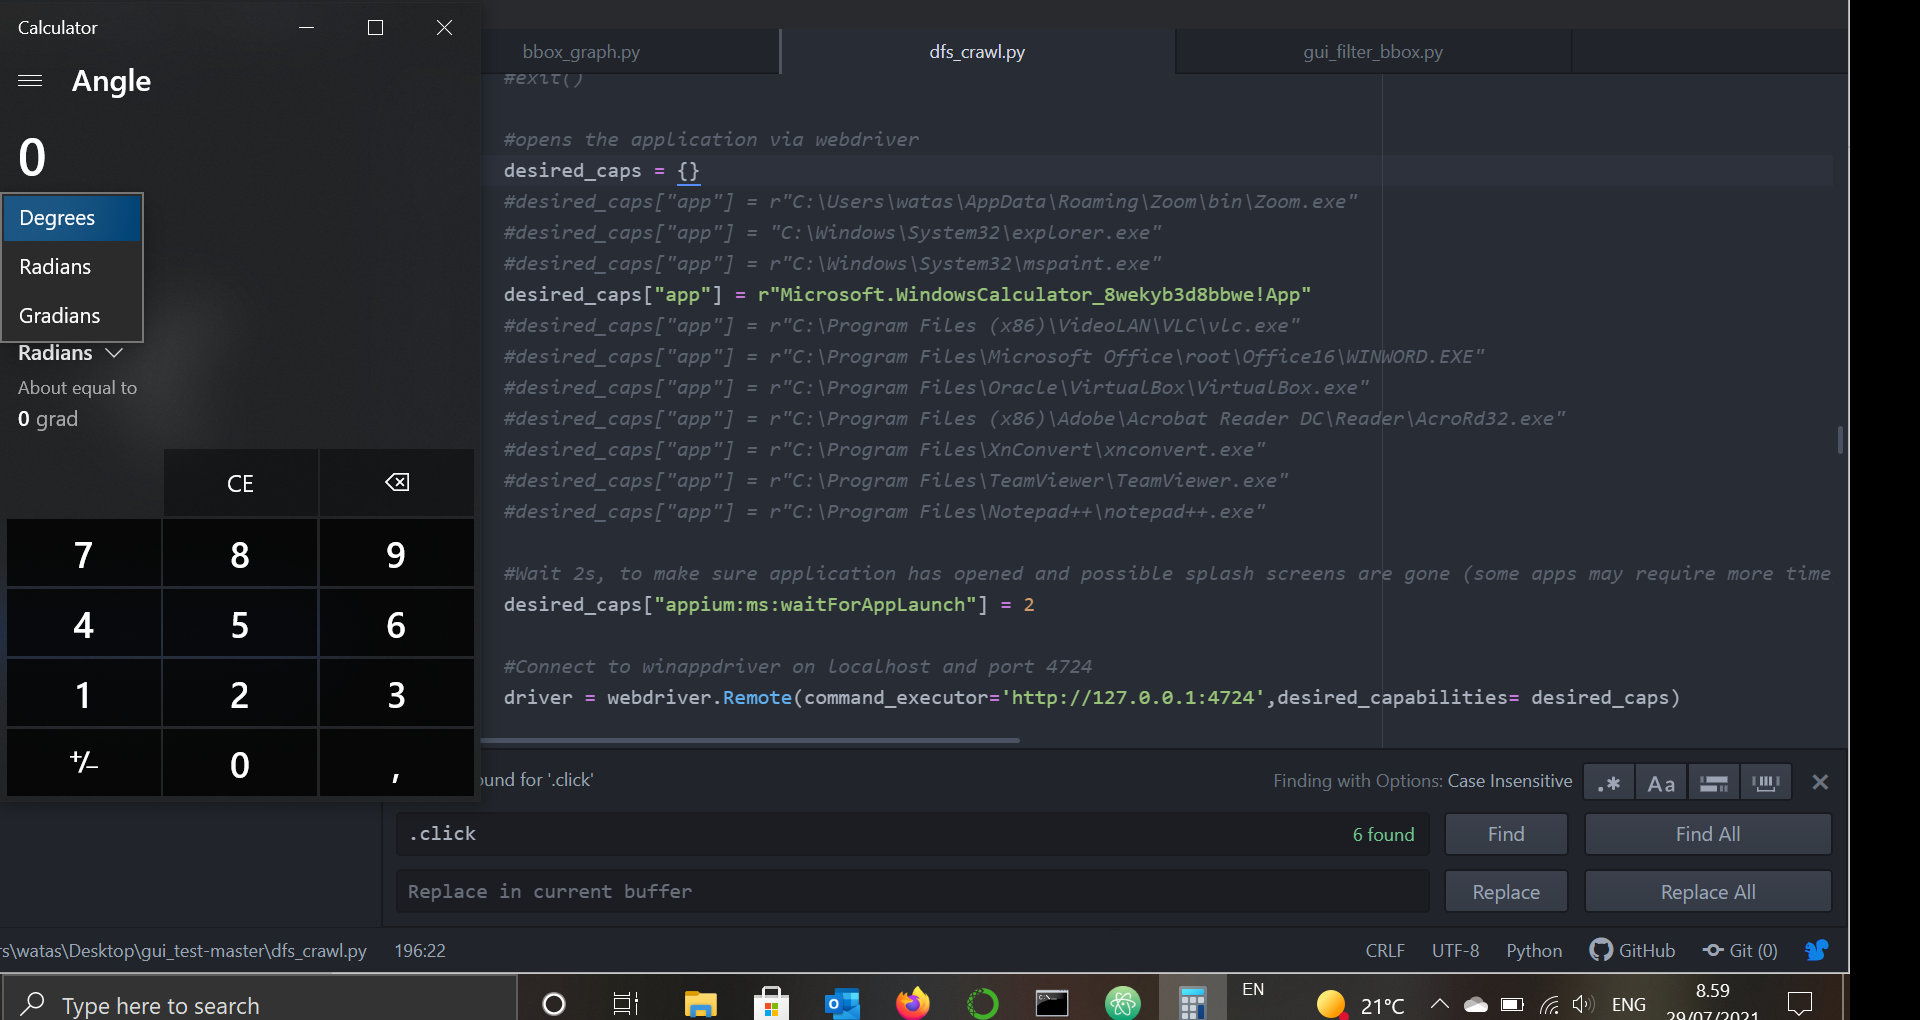 Calculator
Angle
0
Degrees
Radians
Gradians
Radians
About equal to
0 grad
CE
7 8 9
4 5 6
1 2 3
+/− 0 ,
bbox_graph.py dfs_crawl.py gui_filter_bbox.py
#exit()
#opens the application via webdriver
desired_caps = {}
#desired_caps["app"] = r"C:\Users\watas\AppData\Roaming\Zoom\bin\Zoom.exe"
#desired_caps["app"] = "C:\Windows\System32\explorer.exe"
#desired_caps["app"] = r"C:\Windows\System32\mspaint.exe"
desired_caps["app"] = r"Microsoft.WindowsCalculator_8wekyb3d8bbwe!App"
#desired_caps["app"] = r"C:\Program Files (x86)\VideoLAN\VLC\vlc.exe"
#desired_caps["app"] = r"C:\Program Files\Microsoft Office\root\Office16\WINWORD.EXE"
#desired_caps["app"] = r"C:\Program Files\Oracle\VirtualBox\VirtualBox.exe"
#desired_caps["app"] = r"C:\Program Files (x86)\Adobe\Acrobat Reader DC\Reader\AcroRd32.exe"
#desired_caps["app"] = r"C:\Program Files\XnConvert\xnconvert.exe"
#desired_caps["app"] = r"C:\Program Files\TeamViewer\TeamViewer.exe"
#desired_caps["app"] = r"C:\Program Files\Notepad++\notepad++.exe"
#Wait 2s, to make sure application has opened and possible splash screens are gone (some apps may require more time
desired_caps["appium:ms:waitForAppLaunch"] = 2
#Connect to winappdriver on localhost and port 4724
driver = webdriver.Remote(command_executor='http://127.0.0.1:4724',desired_capabilities= desired_caps)
ound for '.click' Finding with Options: Case Insensitive .* Aa
.click 6 found Find Find All
Replace in current buffer Replace Replace All
rs\watas\Desktop\gui_test-master\dfs_crawl.py 196:22 CRLF UTF-8 Python GitHub Git (0)
Type here to search EN 21°C ENG 8.59
29/07/2021